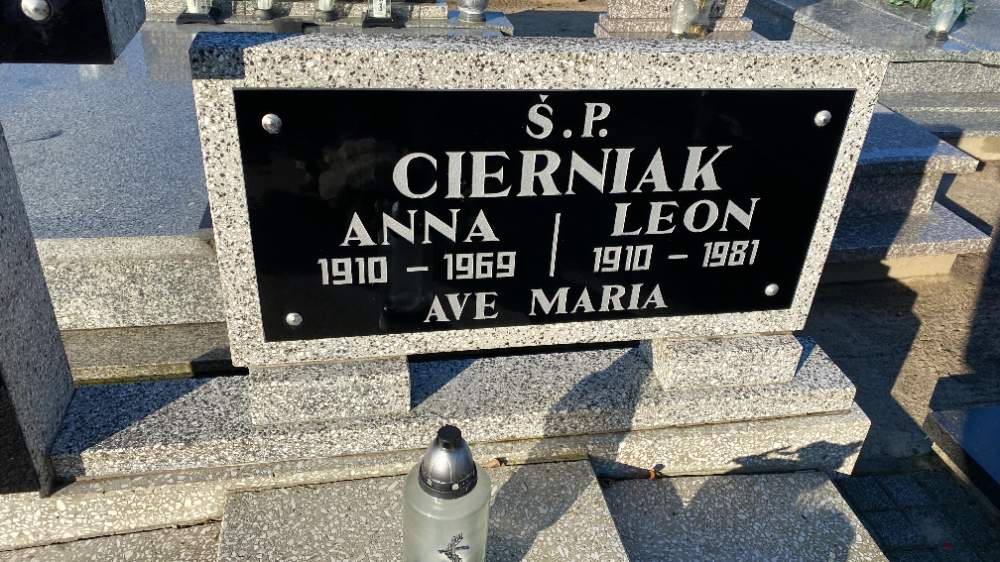 Š.P.
CIERNIAK
ANNA | LEON
1910 – 1969 | 1910 – 1981
AVE MARIA